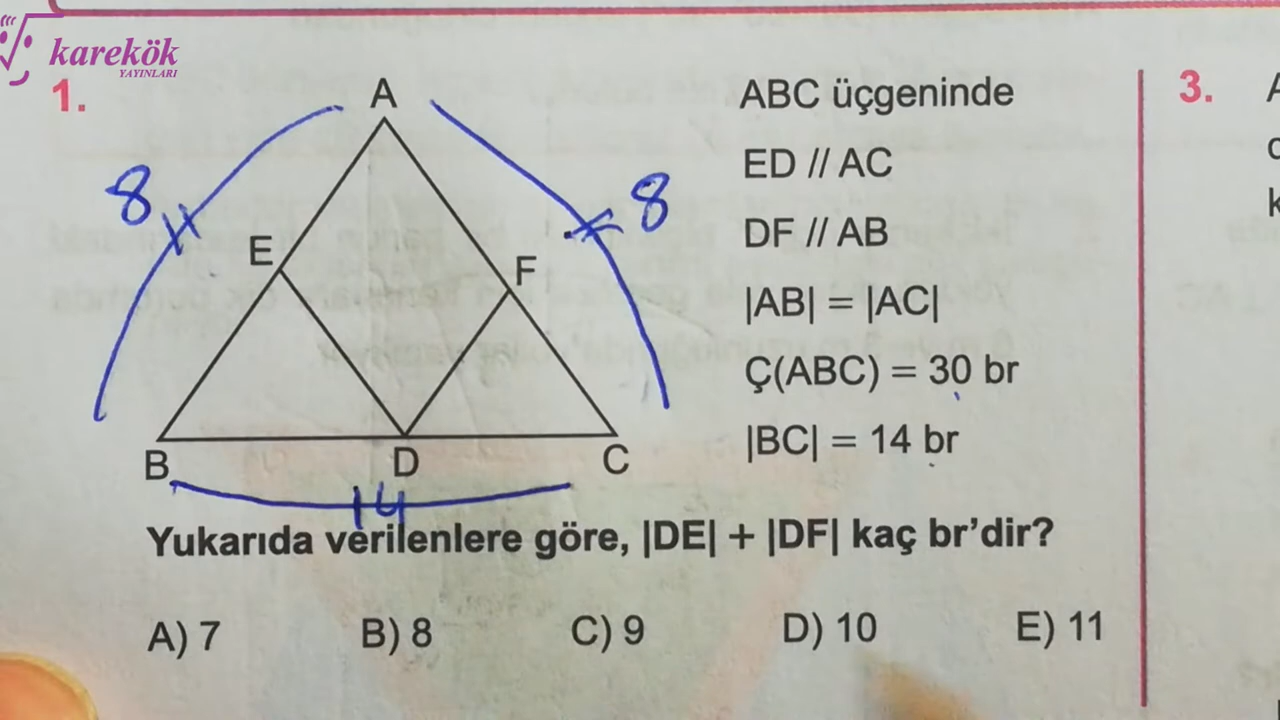 karekök
YAYINLARI
1.
A
8
8
E
F
B
D
C
14
ABC üçgeninde
ED // AC
DF // AB
|AB| = |AC|
Ç(ABC) = 30 br
|BC| = 14 br
Yukarıda verilenlere göre, |DE| + |DF| kaç br'dir?
A) 7 B) 8 C) 9 D) 10 E) 11
3.